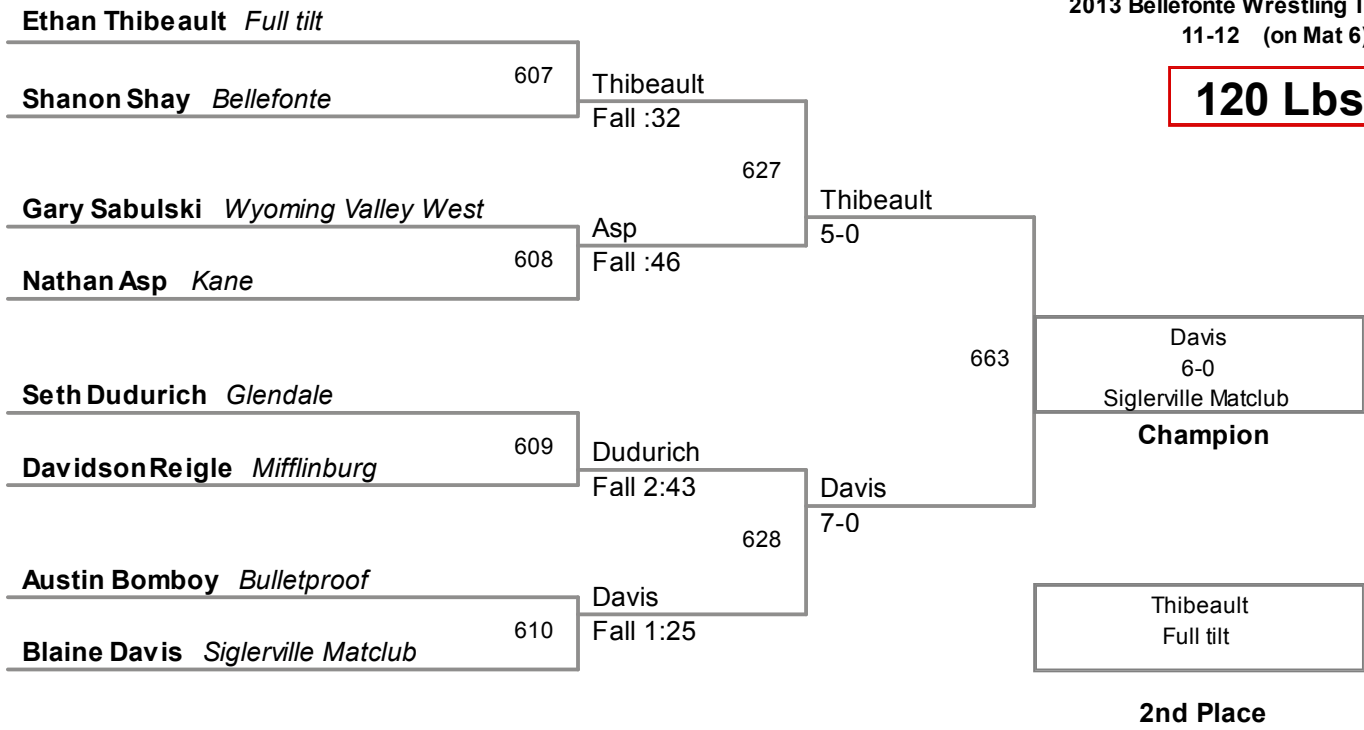 2013 Bellefonte Wrestling
11-12 (on Mat 6)
120 Lbs
Ethan Thibeault Full tilt
607
Shanon Shay Bellefonte
Thibeault
Fall :32
627
Gary Sabulski Wyoming Valley West
608
Nathan Asp Kane
Asp
Fall :46
Thibeault
5-0
663
Seth Dudurich Glendale
609
Davidson Reigle Mifflinburg
Dudurich
Fall 2:43
628
Austin Bomboy Bulletproof
610
Blaine Davis Siglerville Matclub
Davis
Fall 1:25
Davis
7-0
Davis
6-0
Siglerville Matclub
Champion
Thibeault
Full tilt
2nd Place